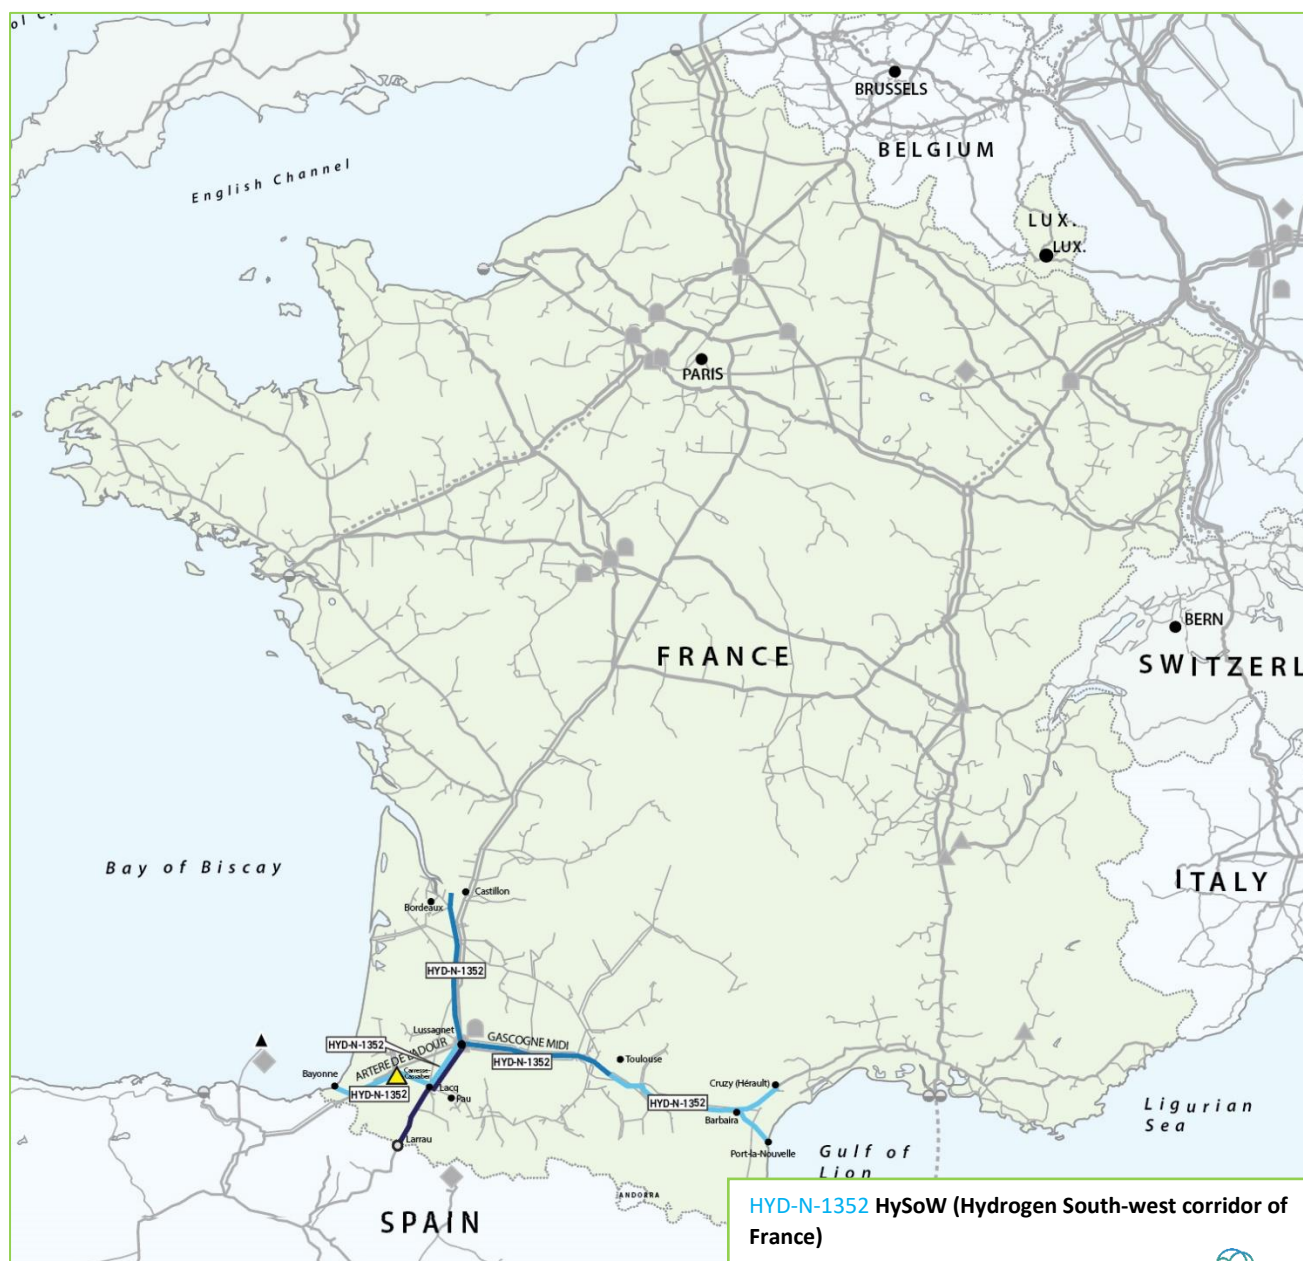 BRUSSELS
BELGIUM
English Channel
LUX.
LUX.
PARIS
BERN
FRANCE
SWITZERL
Bay of Biscay
ITALY
Castillon
Bordeaux
HYD-N-1352
Lussagnet
GASCOGNE MIDI
HYD-N-1352
ARTERE DE L'ADOUR
HYD-N-1352
Toulouse
Bayonne
Carresse-
Cassaber
Lacq
Cruzy (Hérault)
HYD-N-1352
Pau
HYD-N-1352
Barbaira
Ligurian
Sea
Larrau
Port-la-Nouvelle
Gulf of
Lion
ANDORRA
SPAIN
HYD-N-1352 HySoW (Hydrogen South-west corridor of
France)